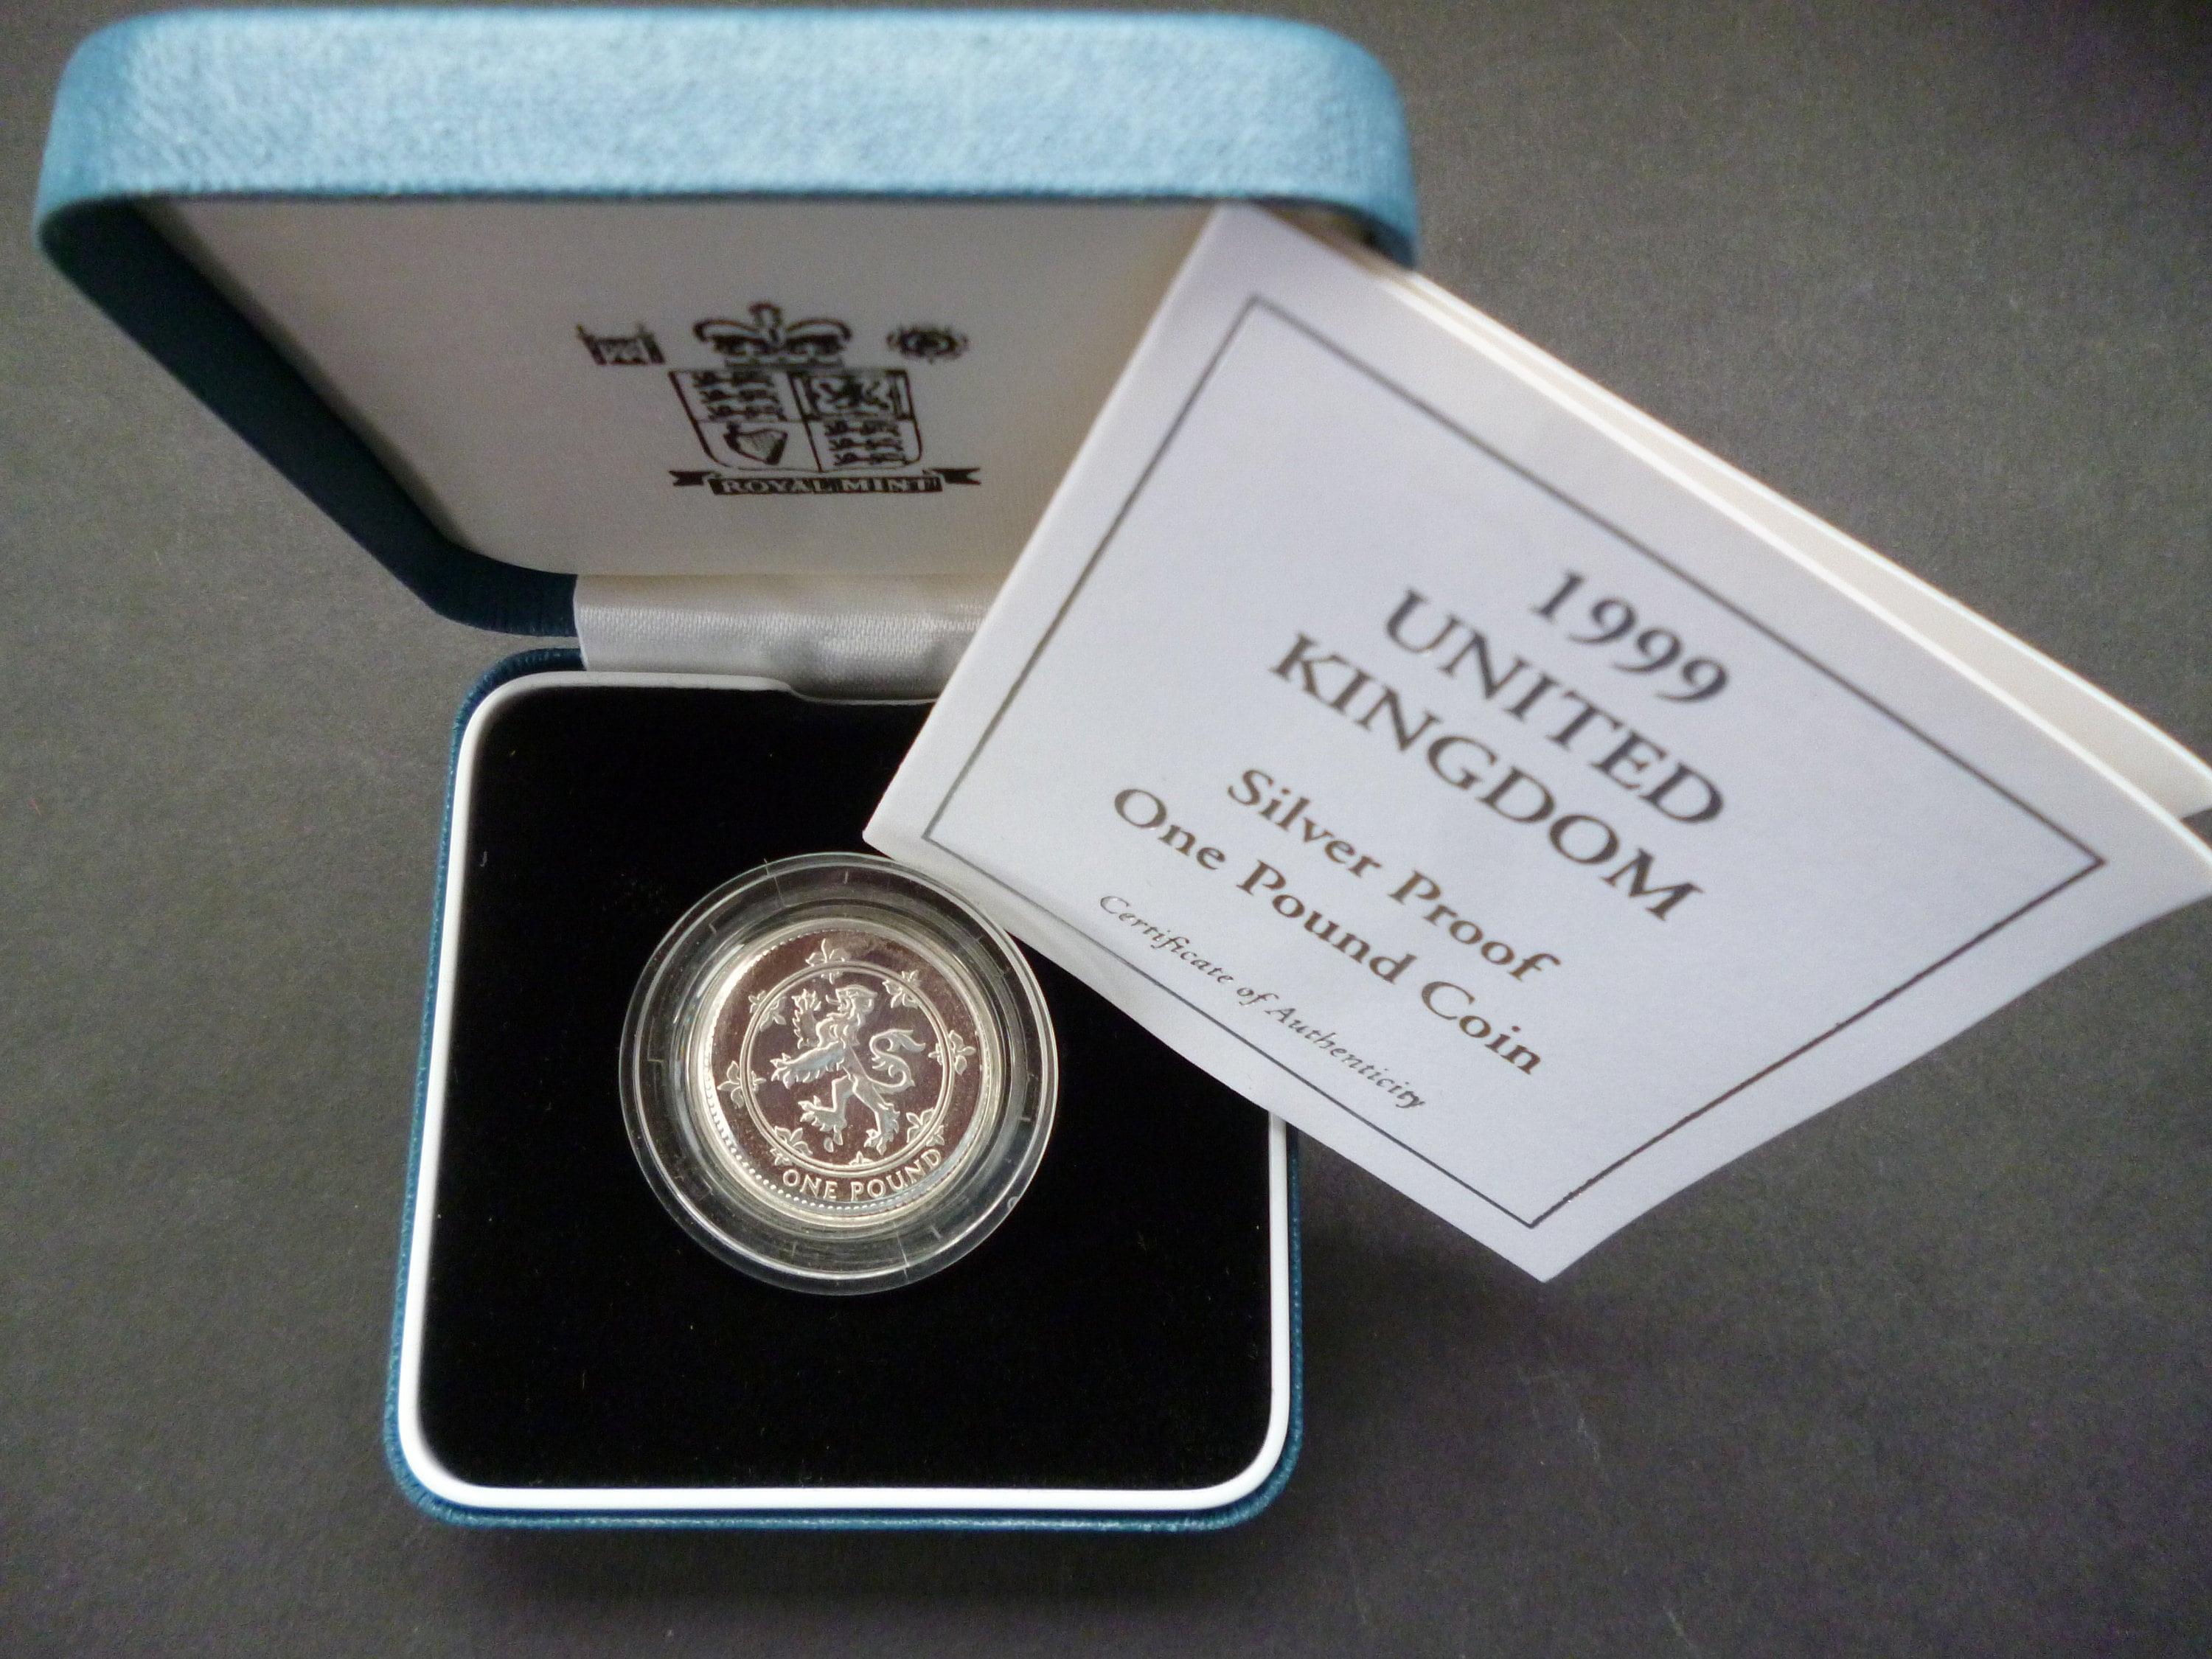 ROYAL MINT
1999
UNITED
KINGDOM
Silver Proof
One Pound Coin
Certificate of Authenticity
ONE POUND